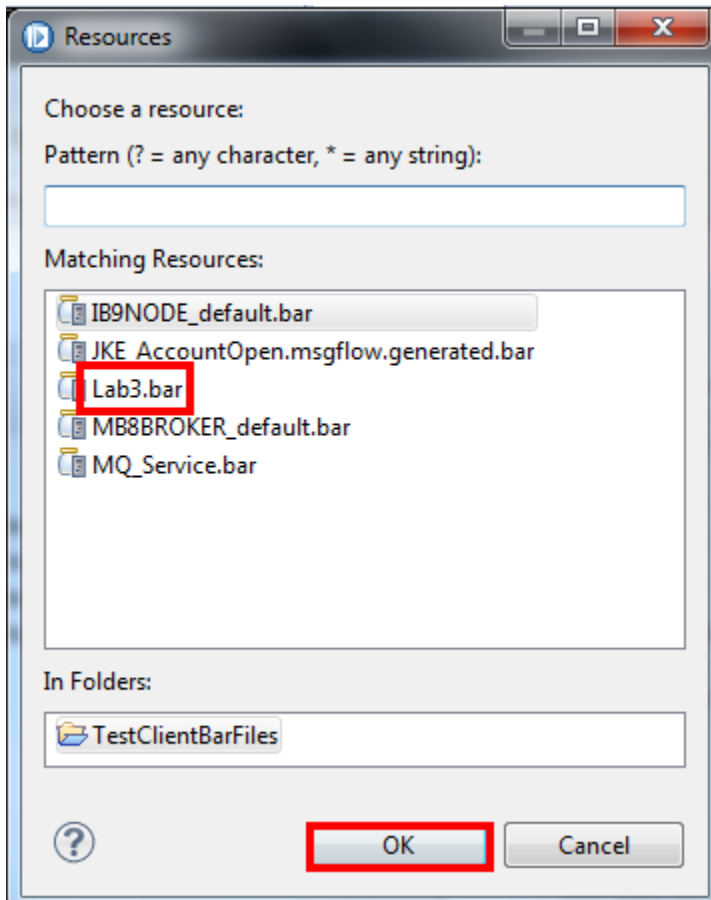 Resources
Choose a resource:
Pattern (? = any character, * = any string):
Matching Resources:
IB9NODE_default.bar
JKE_AccountOpen.msgflow.generated.bar
Lab3.bar
MB8BROKER_default.bar
MQ_Service.bar
In Folders:
TestClientBarFiles
? OK Cancel